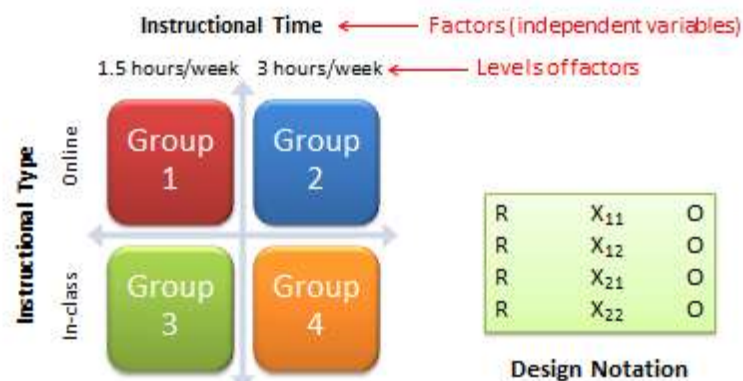 Instructional Time
Factors (independent variables)
1.5 hours/week
3 hours/week
Levels of factors
Instructional Type
Online
In-class
Group
1
Group
2
Group
3
Group
4
R X₁₁ O
R X₁₂ O
R X₂₁ O
R X₂₂ O
Design Notation